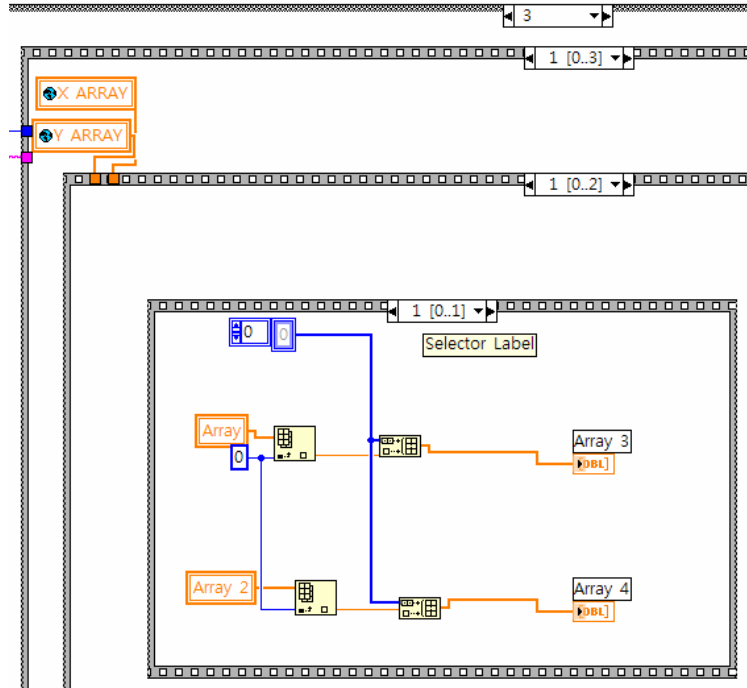 3
1 [0..3]
X ARRAY
Y ARRAY
1 [0..2]
1 [0..1]
0
0
Selector Label
Array
0
Array 3
DBL]
Array 2
Array 4
DBL]